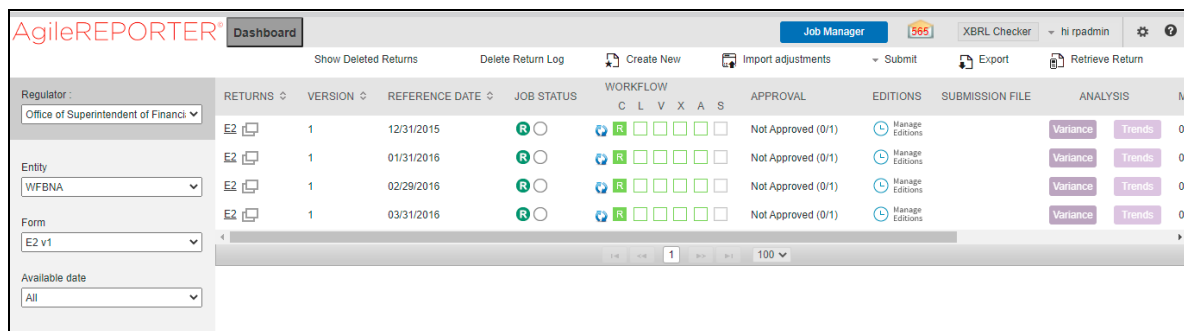 AgileREPORTER® Dashboard Job Manager 565 XBRL Checker hi rpadmin
Show Deleted Returns Delete Return Log Create New Import adjustments Submit Export Retrieve Return
Regulator :
Office of Superintendent of Financi
Entity
WFBNA
Form
E2 v1
Available date
All
RETURNS VERSION REFERENCE DATE JOB STATUS WORKFLOW APPROVAL EDITIONS SUBMISSION FILE ANALYSIS
C L V X A S
E2 1 12/31/2015 R R Not Approved (0/1) Manage Editions Variance Trends 0
E2 1 01/31/2016 R R Not Approved (0/1) Manage Editions Variance Trends 0
E2 1 02/29/2016 R R Not Approved (0/1) Manage Editions Variance Trends 0
E2 1 03/31/2016 R R Not Approved (0/1) Manage Editions Variance Trends 0
1 100